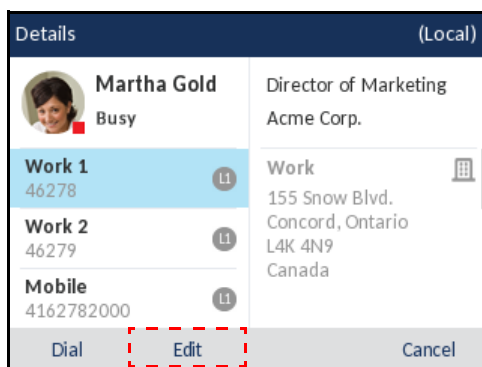 Details (Local)
Martha Gold
Busy
Director of Marketing
Acme Corp.
Work 1
46278
L1
Work 2
46279
L1
Mobile
4162782000
L1
Work
155 Snow Blvd.
Concord, Ontario
L4K 4N9
Canada
Dial Edit Cancel